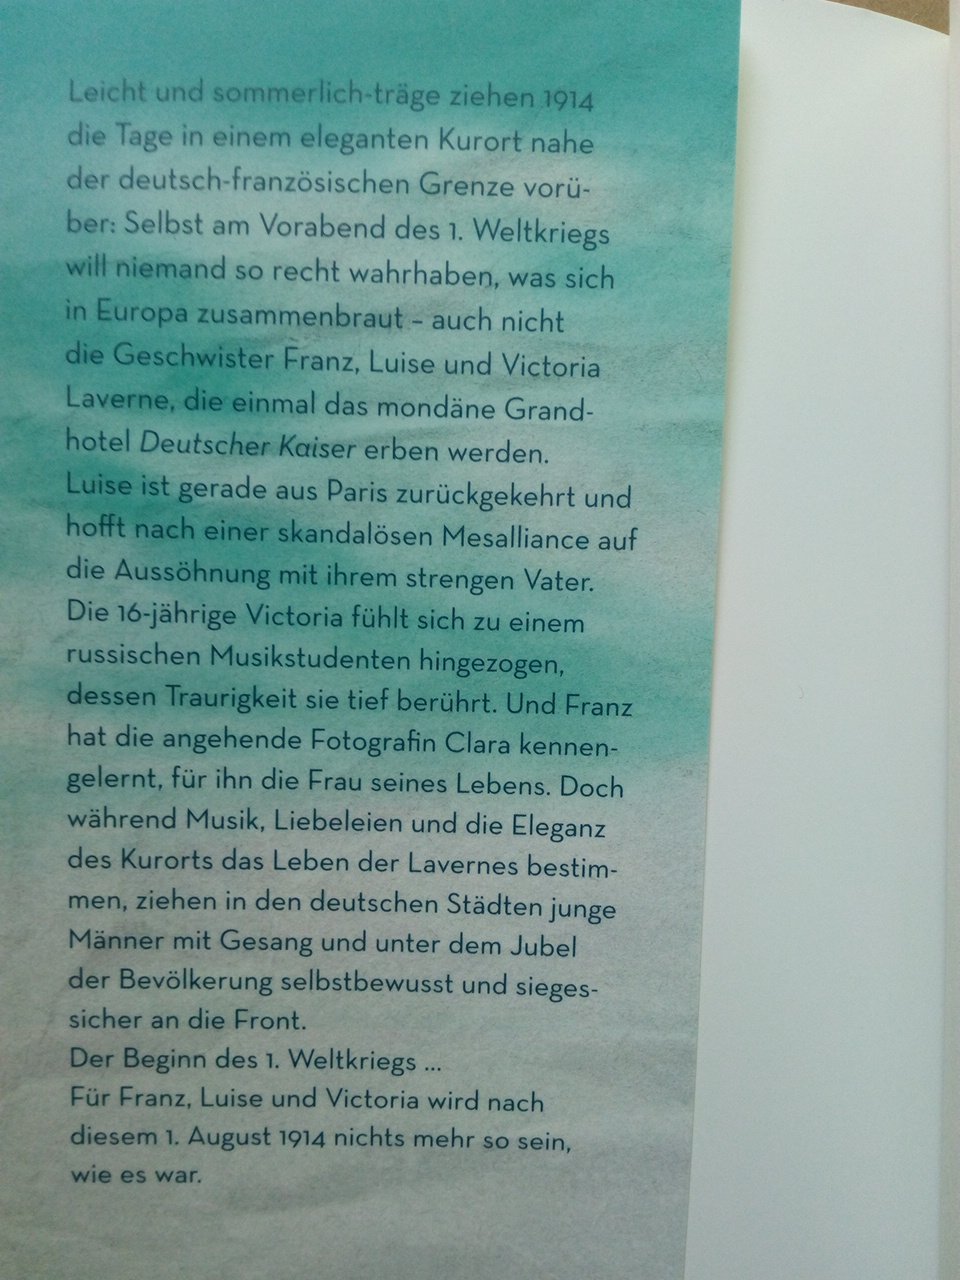 Leicht und sommerlich-träge ziehen 1914
die Tage in einem eleganten Kurort nahe
der deutsch-französischen Grenze vorü-
ber: Selbst am Vorabend des 1. Weltkriegs
will niemand so recht wahrhaben, was sich
in Europa zusammenbraut – auch nicht
die Geschwister Franz, Luise und Victoria
Laverne, die einmal das mondäne Grand-
hotel Deutscher Kaiser erben werden.
Luise ist gerade aus Paris zurückgekehrt und
hofft nach einer skandalösen Mesalliance auf
die Aussöhnung mit ihrem strengen Vater.
Die 16-jährige Victoria fühlt sich zu einem
russischen Musikstudenten hingezogen,
dessen Traurigkeit sie tief berührt. Und Franz
hat die angehende Fotografin Clara kennen-
gelernt, für ihn die Frau seines Lebens. Doch
während Musik, Liebeleien und die Eleganz
des Kurorts das Leben der Lavernes bestim-
men, ziehen in den deutschen Städten junge
Männer mit Gesang und unter dem Jubel
der Bevölkerung selbstbewusst und sieges-
sicher an die Front.
Der Beginn des 1. Weltkriegs ...
Für Franz, Luise und Victoria wird nach
diesem 1. August 1914 nichts mehr so sein,
wie es war.